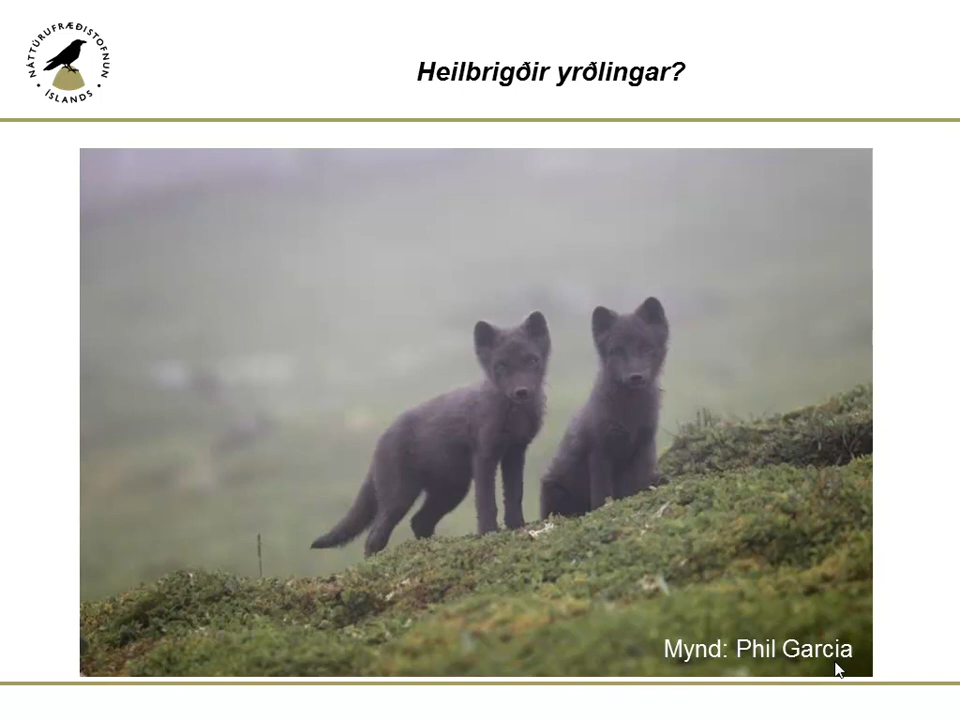 NÁTTÚRUFRÆÐISTOFNUN
• ÍSLANDS •
Heilbrigðir yrðlingar?
Mynd: Phil Garcia